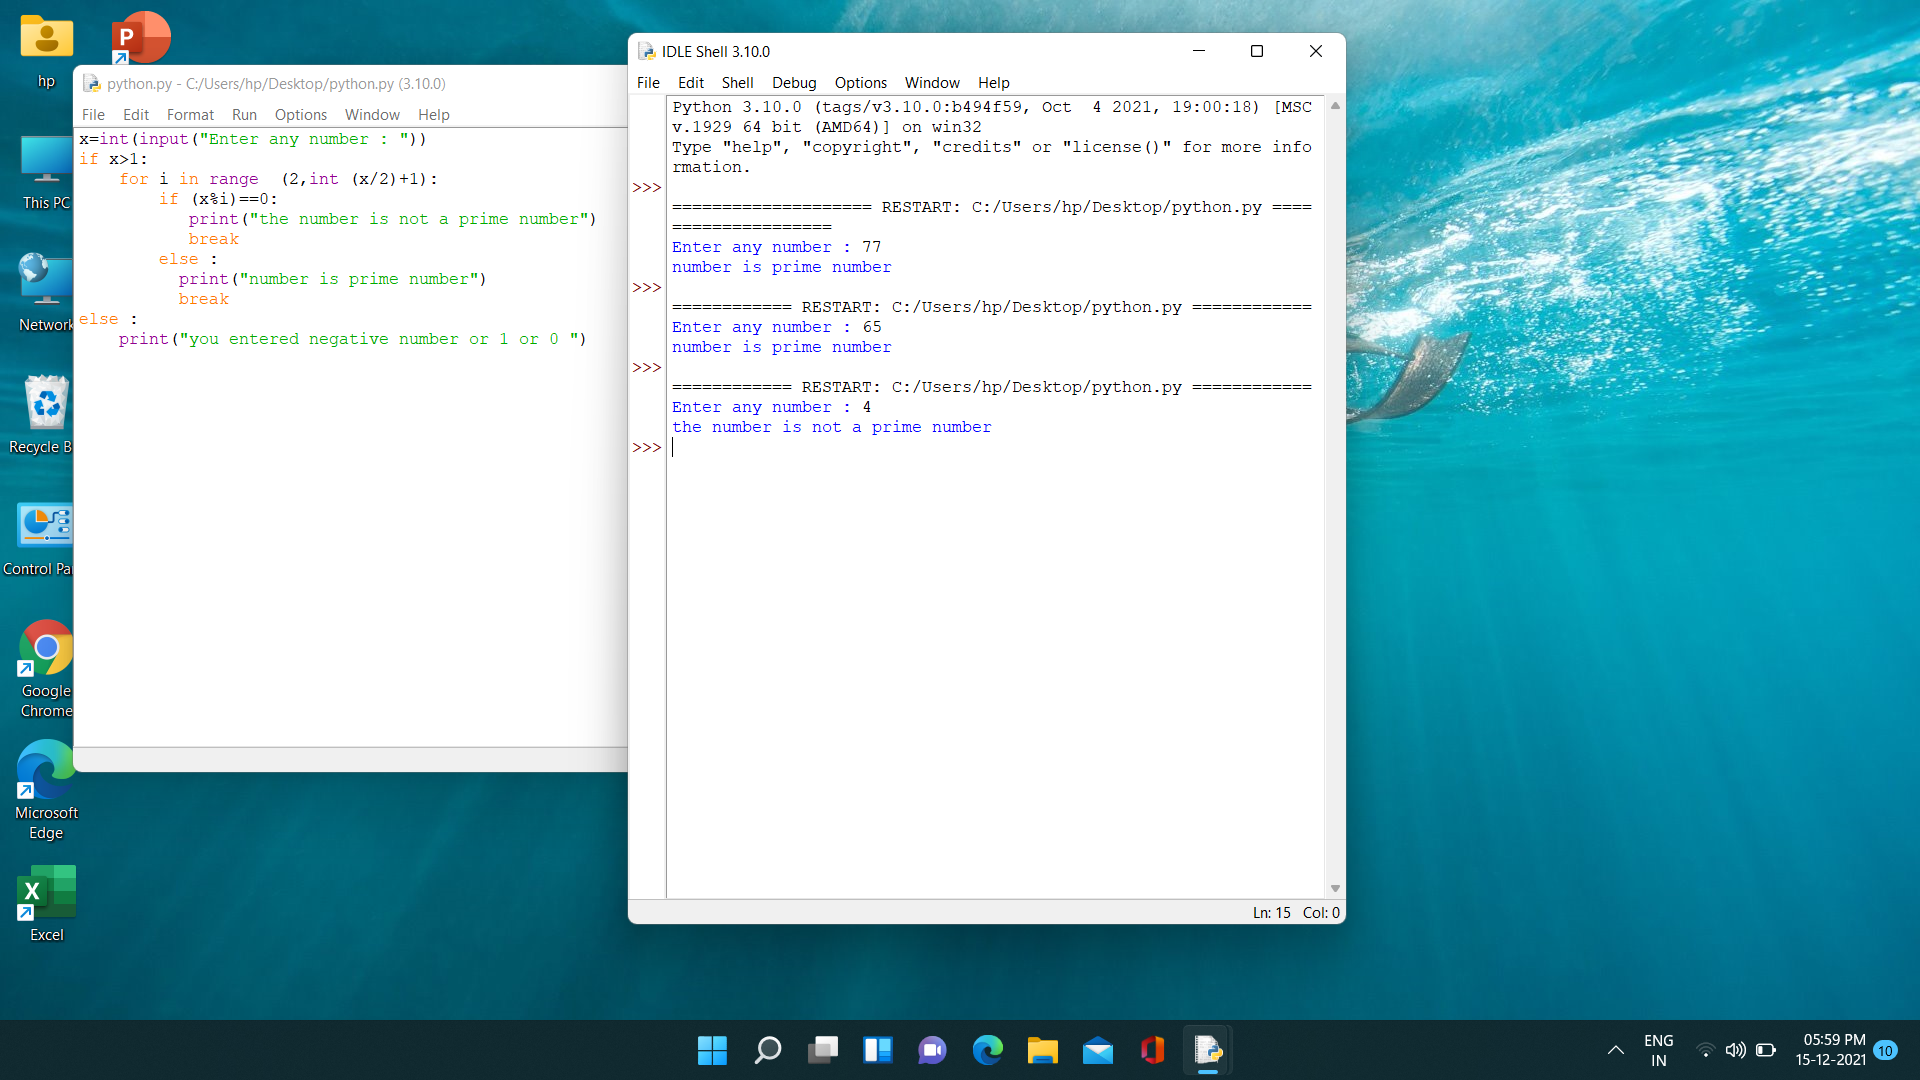 hp
P
This PC
Network
Recycle B
Control Pa
Google
Chrome
Microsoft
Edge
X
Excel
python.py - C:/Users/hp/Desktop/python.py (3.10.0)
File Edit Format Run Options Window Help
x=int(input("Enter any number : "))
if x>1:
    for i in range  (2,int (x/2)+1):
        if (x%i)==0:
           print("the number is not a prime number")
           break
        else :
          print("number is prime number")
          break
else :
    print("you entered negative number or 1 or 0 ")
IDLE Shell 3.10.0
File Edit Shell Debug Options Window Help
Python 3.10.0 (tags/v3.10.0:b494f59, Oct  4 2021, 19:00:18) [MSC
v.1929 64 bit (AMD64)] on win32
Type "help", "copyright", "credits" or "license()" for more info
rmation.
>>>
==================== RESTART: C:/Users/hp/Desktop/python.py ====
================
Enter any number : 77
number is prime number
>>>
============ RESTART: C:/Users/hp/Desktop/python.py ============
Enter any number : 65
number is prime number
>>>
============ RESTART: C:/Users/hp/Desktop/python.py ============
Enter any number : 4
the number is not a prime number
>>>
Ln: 15 Col: 0
ENG
IN
05:59 PM
15-12-2021
10